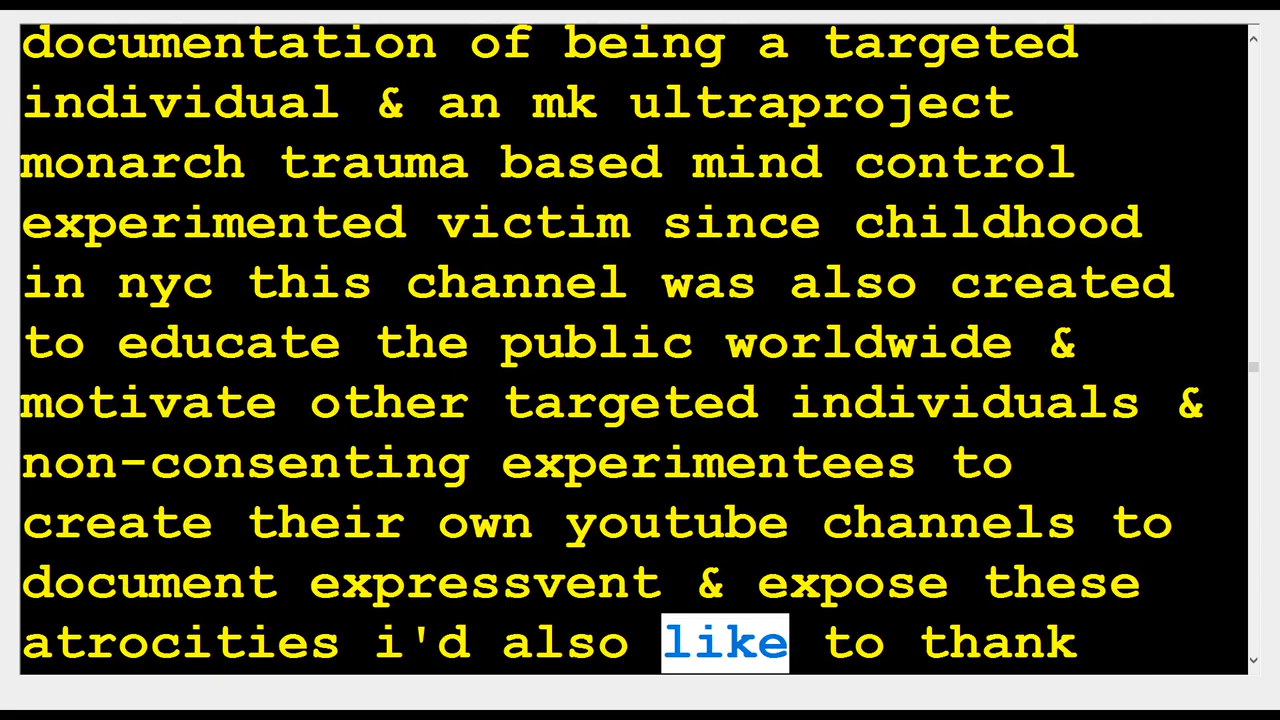 documentation of being a targeted
individual & an mk ultraproject
monarch trauma based mind control
experimented victim since childhood
in nyc this channel was also created
to educate the public worldwide &
motivate other targeted individuals &
non-consenting experimentees to
create their own youtube channels to
document expressvent & expose these
atrocities i'd also like to thank